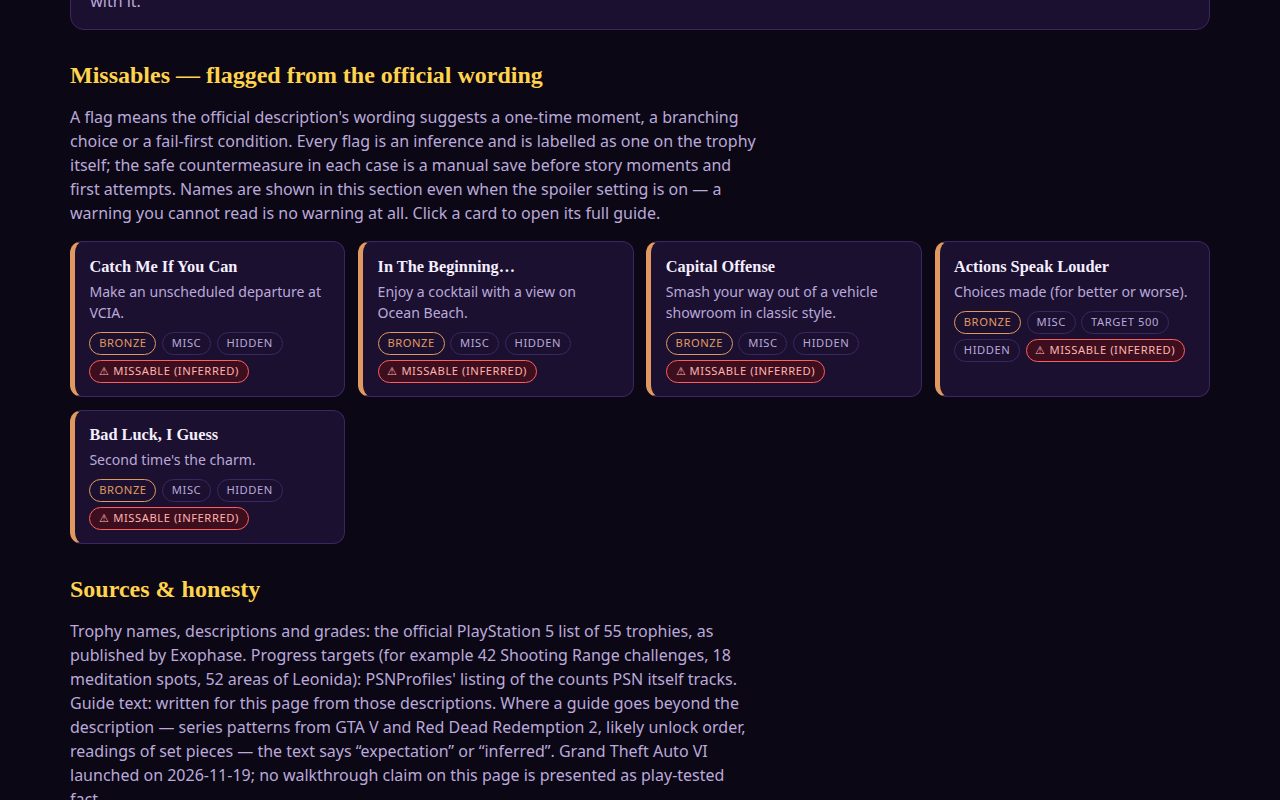 with it.
Missables — flagged from the official wording
A flag means the official description's wording suggests a one-time moment, a branching
choice or a fail-first condition. Every flag is an inference and is labelled as one on the trophy
itself; the safe countermeasure in each case is a manual save before story moments and
first attempts. Names are shown in this section even when the spoiler setting is on — a
warning you cannot read is no warning at all. Click a card to open its full guide.
Catch Me If You Can
Make an unscheduled departure at
VCIA.
BRONZE MISC HIDDEN
⚠ MISSABLE (INFERRED)
In The Beginning…
Enjoy a cocktail with a view on
Ocean Beach.
BRONZE MISC HIDDEN
⚠ MISSABLE (INFERRED)
Capital Offense
Smash your way out of a vehicle
showroom in classic style.
BRONZE MISC HIDDEN
⚠ MISSABLE (INFERRED)
Actions Speak Louder
Choices made (for better or worse).
BRONZE MISC TARGET 500
HIDDEN ⚠ MISSABLE (INFERRED)
Bad Luck, I Guess
Second time's the charm.
BRONZE MISC HIDDEN
⚠ MISSABLE (INFERRED)
Sources & honesty
Trophy names, descriptions and grades: the official PlayStation 5 list of 55 trophies, as
published by Exophase. Progress targets (for example 42 Shooting Range challenges, 18
meditation spots, 52 areas of Leonida): PSNProfiles' listing of the counts PSN itself tracks.
Guide text: written for this page from those descriptions. Where a guide goes beyond the
description — series patterns from GTA V and Red Dead Redemption 2, likely unlock order,
readings of set pieces — the text says “expectation” or “inferred”. Grand Theft Auto VI
launched on 2026-11-19; no walkthrough claim on this page is presented as play-tested
fact.